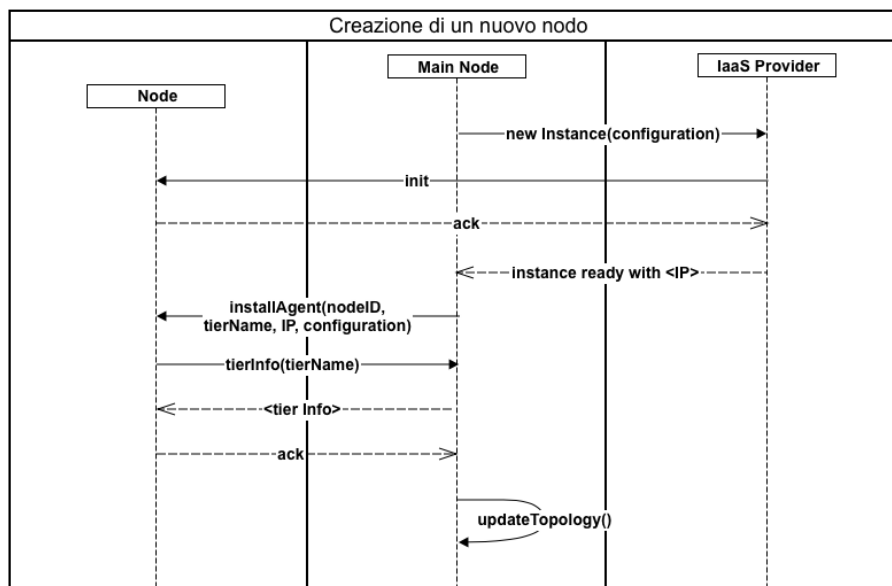 Creazione di un nuovo nodo
Node
Main Node
IaaS Provider
new Instance(configuration)
init
ack
instance ready with <IP>
installAgent(nodeID,
tierName, IP, configuration)
tierInfo(tierName)
<tier Info>
ack
updateTopology()